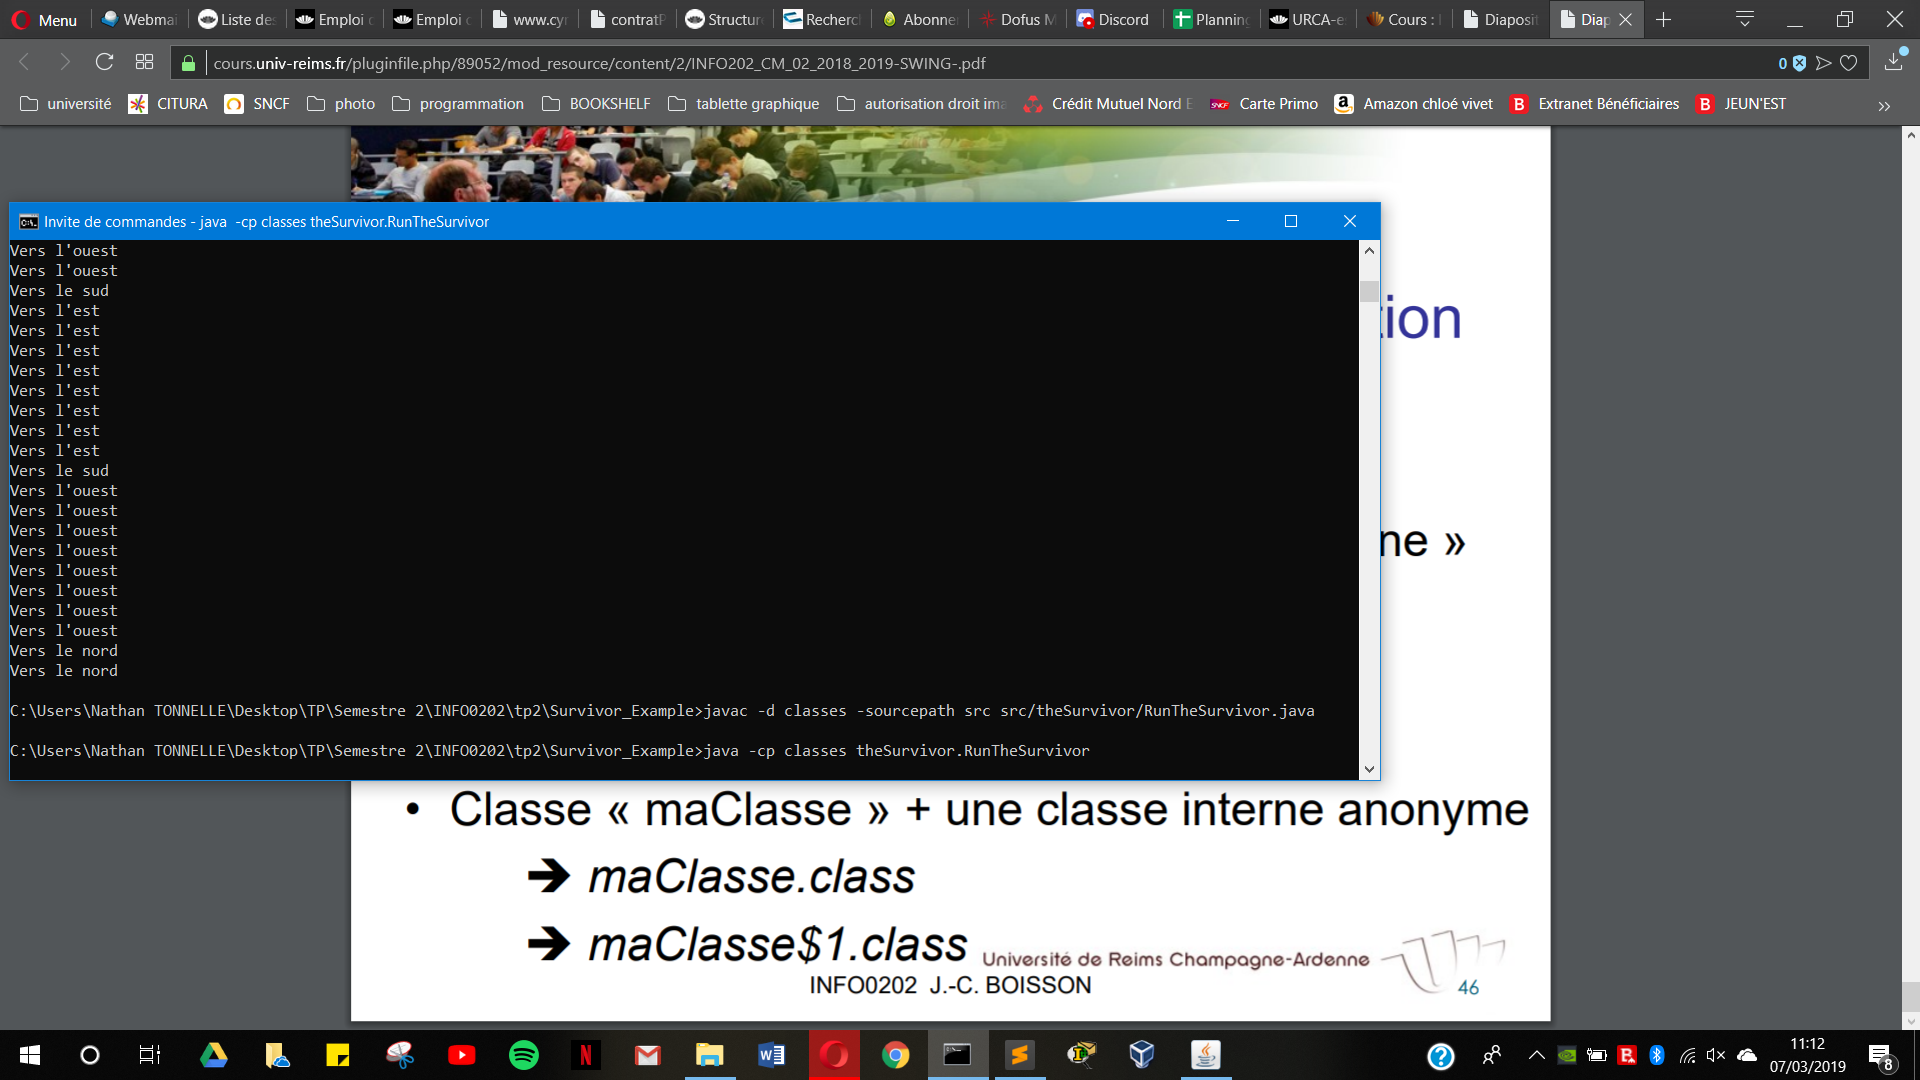 Menu
Webmai
Liste des
Emploi d
Emploi d
www.cyr
contratP
Structure
Recherc
Abonne
Dofus M
Discord
Planning
URCA-e
Cours : 
Diaposit
Diap
cours.univ-reims.fr/pluginfile.php/89052/mod_resource/content/2/INFO202_CM_02_2018_2019-SWING-.pdf
0
université
CITURA
SNCF
photo
programmation
BOOKSHELF
tablette graphique
autorisation droit ima
Crédit Mutuel Nord E
Carte Primo
Amazon chloé vivet
Extranet Bénéficiaires
JEUN'EST
Invite de commandes - java  -cp classes theSurvivor.RunTheSurvivor
Vers l'ouest
Vers l'ouest
Vers le sud
Vers l'est
Vers l'est
Vers l'est
Vers l'est
Vers l'est
Vers l'est
Vers l'est
Vers l'est
Vers le sud
Vers l'ouest
Vers l'ouest
Vers l'ouest
Vers l'ouest
Vers l'ouest
Vers l'ouest
Vers l'ouest
Vers l'ouest
Vers le nord
Vers le nord
C:\Users\Nathan TONNELLE\Desktop\TP\Semestre 2\INFO0202\tp2\Survivor_Example>javac -d classes -sourcepath src src/theSurvivor/RunTheSurvivor.java
C:\Users\Nathan TONNELLE\Desktop\TP\Semestre 2\INFO0202\tp2\Survivor_Example>java -cp classes theSurvivor.RunTheSurvivor
tion
ne »
• Classe « maClasse » + une classe interne anonyme
➔ maClasse.class
➔ maClasse$1.class
Université de Reims Champagne-Ardenne
INFO0202 J.-C. BOISSON
46
11:12
07/03/2019
8